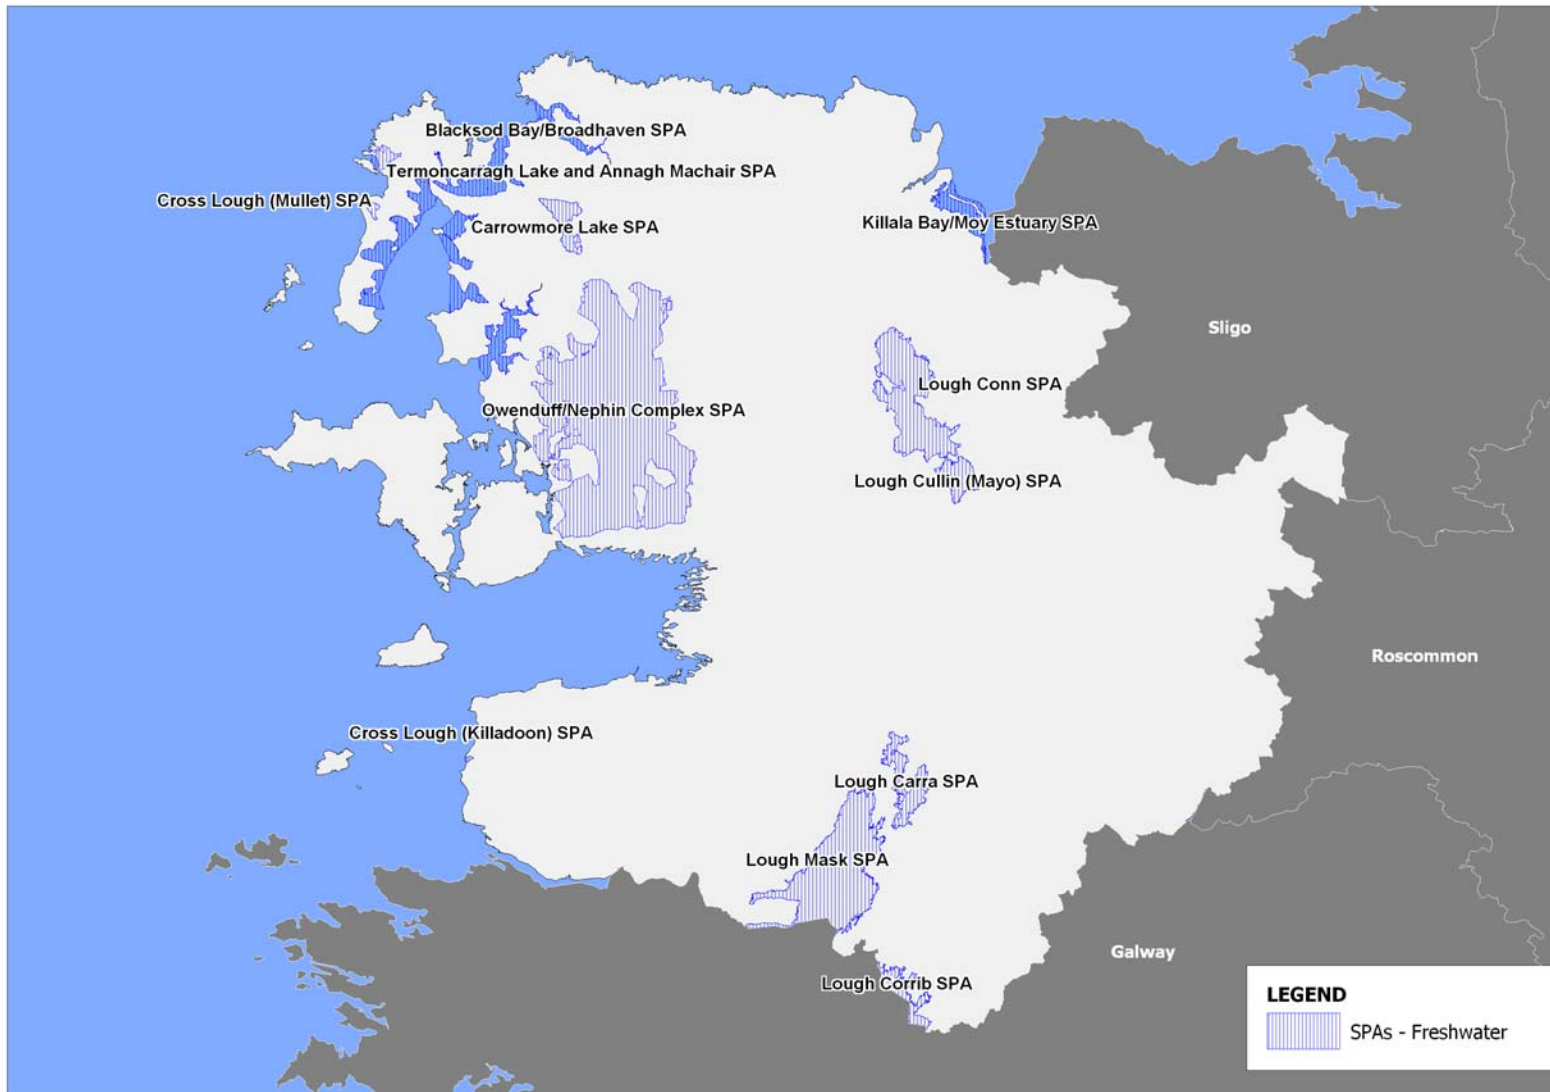 Blacksod Bay/Broadhaven SPA
Termoncarragh Lake and Annagh Machair SPA
Cross Lough (Mullet) SPA
Carrowmore Lake SPA
Killala Bay/Moy Estuary SPA
Sligo
Lough Conn SPA
Owenduff/Nephin Complex SPA
Lough Cullin (Mayo) SPA
Roscommon
Cross Lough (Killadoon) SPA
Lough Carra SPA
Lough Mask SPA
Galway
Lough Corrib SPA
LEGEND
SPAs - Freshwater